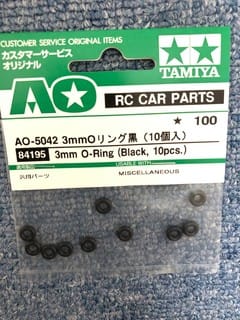 CUSTOMER SERVICE ORIGINAL ITEMS
カスタマーサービス
オリジナル
TAMIYA
AO
RC CAR PARTS
★ 100
AO-5042 3mmOリング黒（10個入）
84195 3mm O-Ring (Black, 10pcs.)
USABLE WITH
MISCELLANEOUS